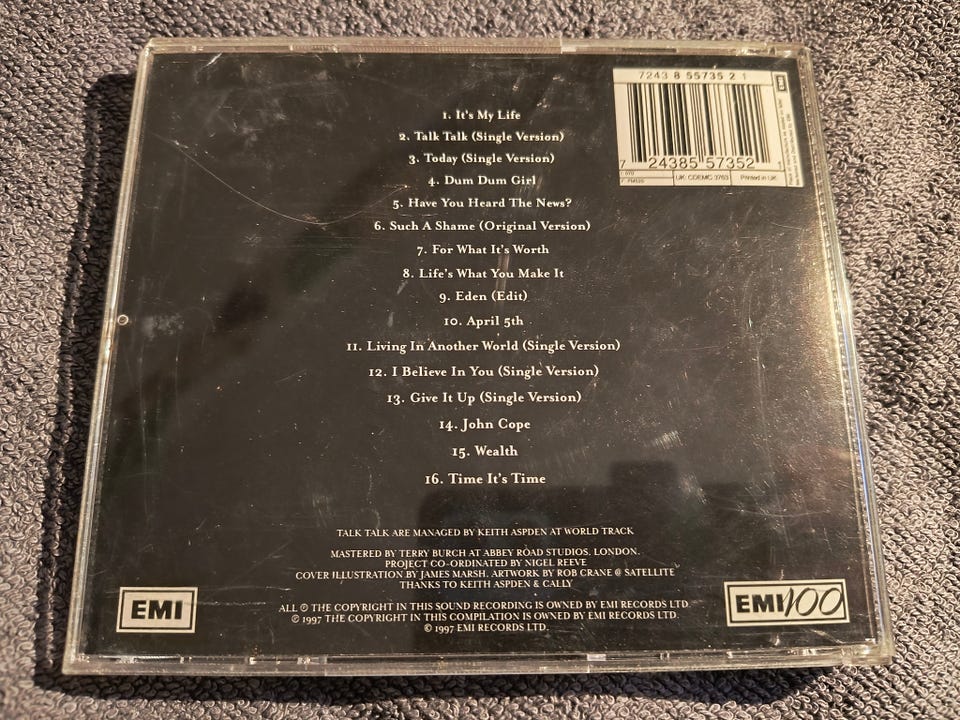 7243 8 55735 2 1
7 24385 57352 1
UK: CDEMC 3763
Printed in UK
1. It's My Life
2. Talk Talk (Single Version)
3. Today (Single Version)
4. Dum Dum Girl
5. Have You Heard The News?
6. Such A Shame (Original Version)
7. For What It's Worth
8. Life's What You Make It
9. Eden (Edit)
10. April 5th
11. Living In Another World (Single Version)
12. I Believe In You (Single Version)
13. Give It Up (Single Version)
14. John Cope
15. Wealth
16. Time It's Time
TALK TALK ARE MANAGED BY KEITH ASPDEN AT WORLD TRACK
MASTERED BY TERRY BURCH AT ABBEY ROAD STUDIOS, LONDON.
PROJECT CO-ORDINATED BY NIGEL REEVE
COVER ILLUSTRATION BY JAMES MARSH. ARTWORK BY ROB CRANE @ SATELLITE
THANKS TO KEITH ASPDEN & CALLY
ALL ℗ THE COPYRIGHT IN THIS SOUND RECORDING IS OWNED BY EMI RECORDS LTD.
℗ 1997 THE COPYRIGHT IN THIS COMPILATION IS OWNED BY EMI RECORDS LTD.
© 1997 EMI RECORDS LTD.
EMI
EMI100